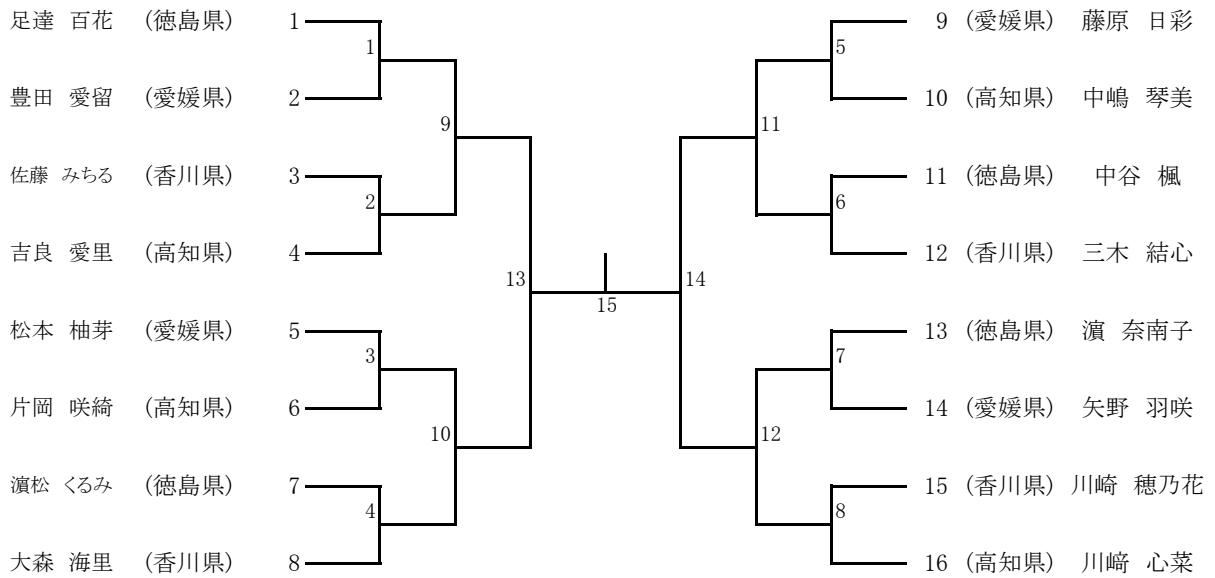 足達 百花 (徳島県) 1
豊田 愛留 (愛媛県) 2
佐藤 みちる (香川県) 3
吉良 愛里 (高知県) 4
松本 柚芽 (愛媛県) 5
片岡 咲綺 (高知県) 6
濵松 くるみ (徳島県) 7
大森 海里 (香川県) 8
1
2
3
4
9
10
13
15
14
11
12
5
6
7
8
9 (愛媛県) 藤原 日彩
10 (高知県) 中嶋 琴美
11 (徳島県) 中谷 楓
12 (香川県) 三木 結心
13 (徳島県) 濵 奈南子
14 (愛媛県) 矢野 羽咲
15 (香川県) 川崎 穂乃花
16 (高知県) 川﨑 心菜